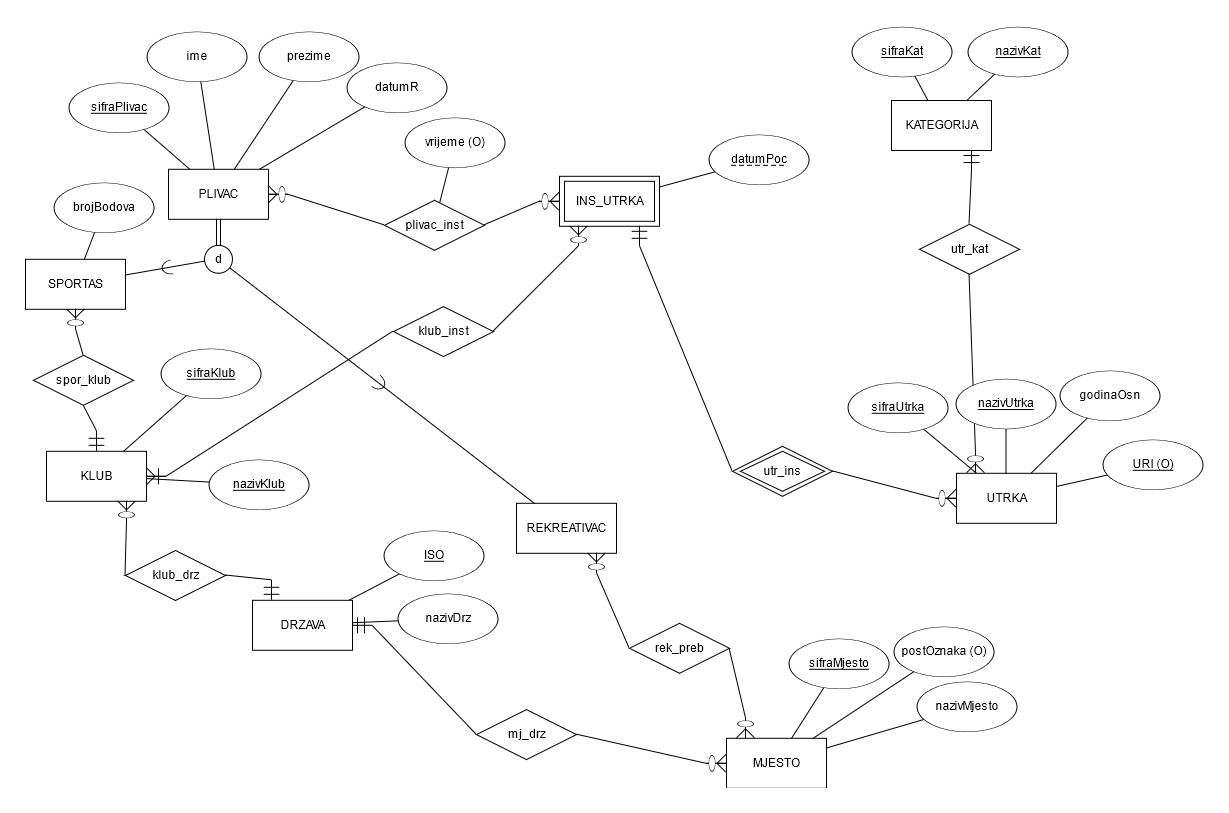 ime
prezime
sifraPlivac
datumR
vrijeme (O)
PLIVAC
brojBodova
d
SPORTAS
plivac_inst
INS_UTRKA
datumPoc
sifraKat
nazivKat
KATEGORIJA
utr_kat
klub_inst
spor_klub
sifraKlub
KLUB
nazivKlub
sifraUtrka
nazivUtrka
godinaOsn
URI (O)
utr_ins
UTRKA
REKREATIVAC
klub_drz
ISO
DRZAVA
nazivDrz
rek_preb
sifraMjesto
postOznaka (O)
nazivMjesto
mj_drz
MJESTO